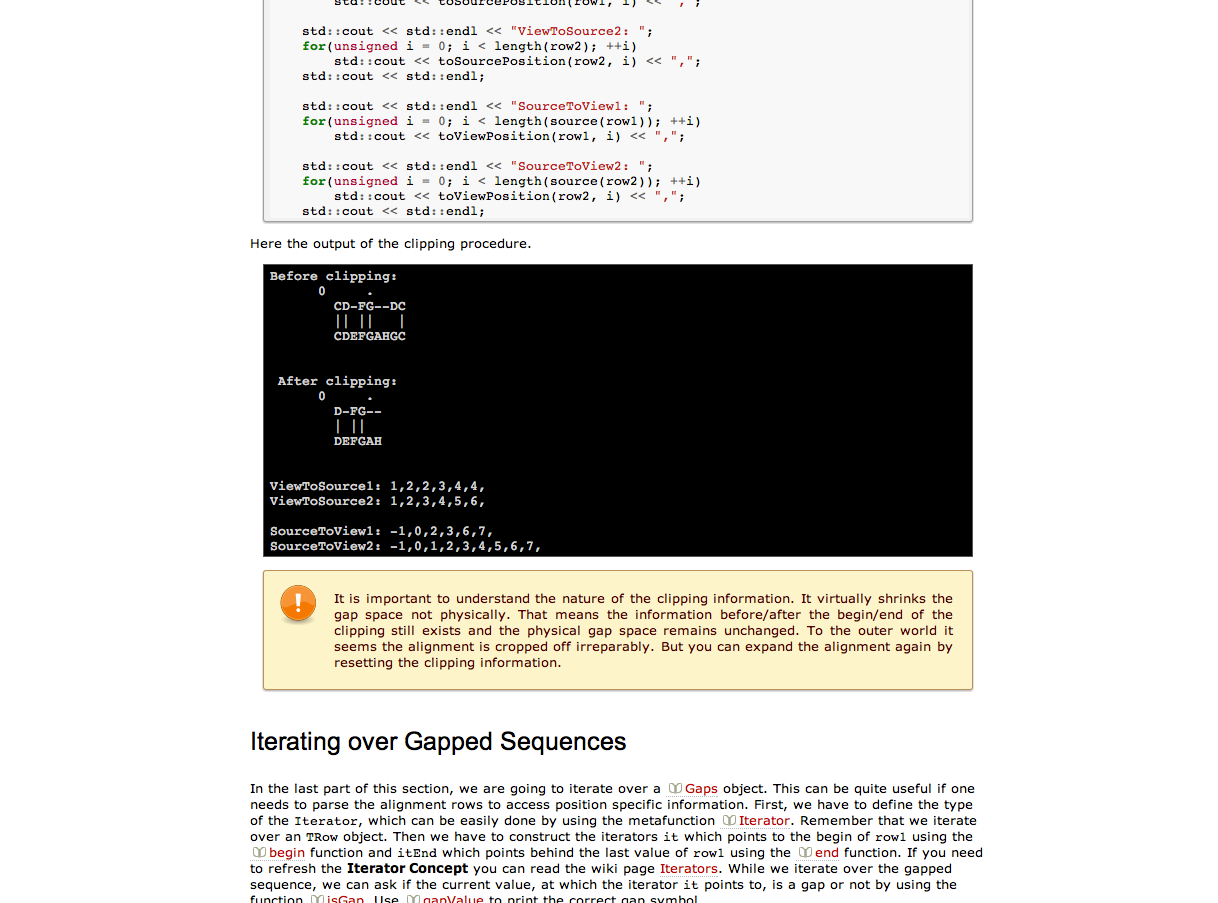 std::cout << toSourcePosition(row1, i) << ",";
std::cout << std::endl << "ViewToSource2: ";
for(unsigned i = 0; i < length(row2); ++i)
std::cout << toSourcePosition(row2, i) << ",";
std::cout << std::endl;
std::cout << std::endl << "SourceToView1: ";
for(unsigned i = 0; i < length(source(row1)); ++i)
std::cout << toViewPosition(row1, i) << ",";
std::cout << std::endl << "SourceToView2: ";
for(unsigned i = 0; i < length(source(row2)); ++i)
std::cout << toViewPosition(row2, i) << ",";
std::cout << std::endl;
Here the output of the clipping procedure.
Before clipping:
0     .
CD-FG--DC
|| ||   |
CDEFGAHGC
After clipping:
0     .
D-FG--
| ||
DEFGAH
ViewToSource1: 1,2,2,3,4,4,
ViewToSource2: 1,2,3,4,5,6,
SourceToView1: -1,0,2,3,6,7,
SourceToView2: -1,0,1,2,3,4,5,6,7,
It is important to understand the nature of the clipping information. It virtually shrinks the
gap space not physically. That means the information before/after the begin/end of the
clipping still exists and the physical gap space remains unchanged. To the outer world it
seems the alignment is cropped off irreparably. But you can expand the alignment again by
resetting the clipping information.
Iterating over Gapped Sequences
In the last part of this section, we are going to iterate over a Gaps object. This can be quite useful if one
needs to parse the alignment rows to access position specific information. First, we have to define the type
of the Iterator, which can be easily done by using the metafunction Iterator. Remember that we iterate
over an TRow object. Then we have to construct the iterators it which points to the begin of row1 using the
begin function and itEnd which points behind the last value of row1 using the end function. If you need
to refresh the Iterator Concept you can read the wiki page Iterators. While we iterate over the gapped
sequence, we can ask if the current value, at which the iterator it points to, is a gap or not by using the
function isGap. Use gapValue to print the correct gap symbol.